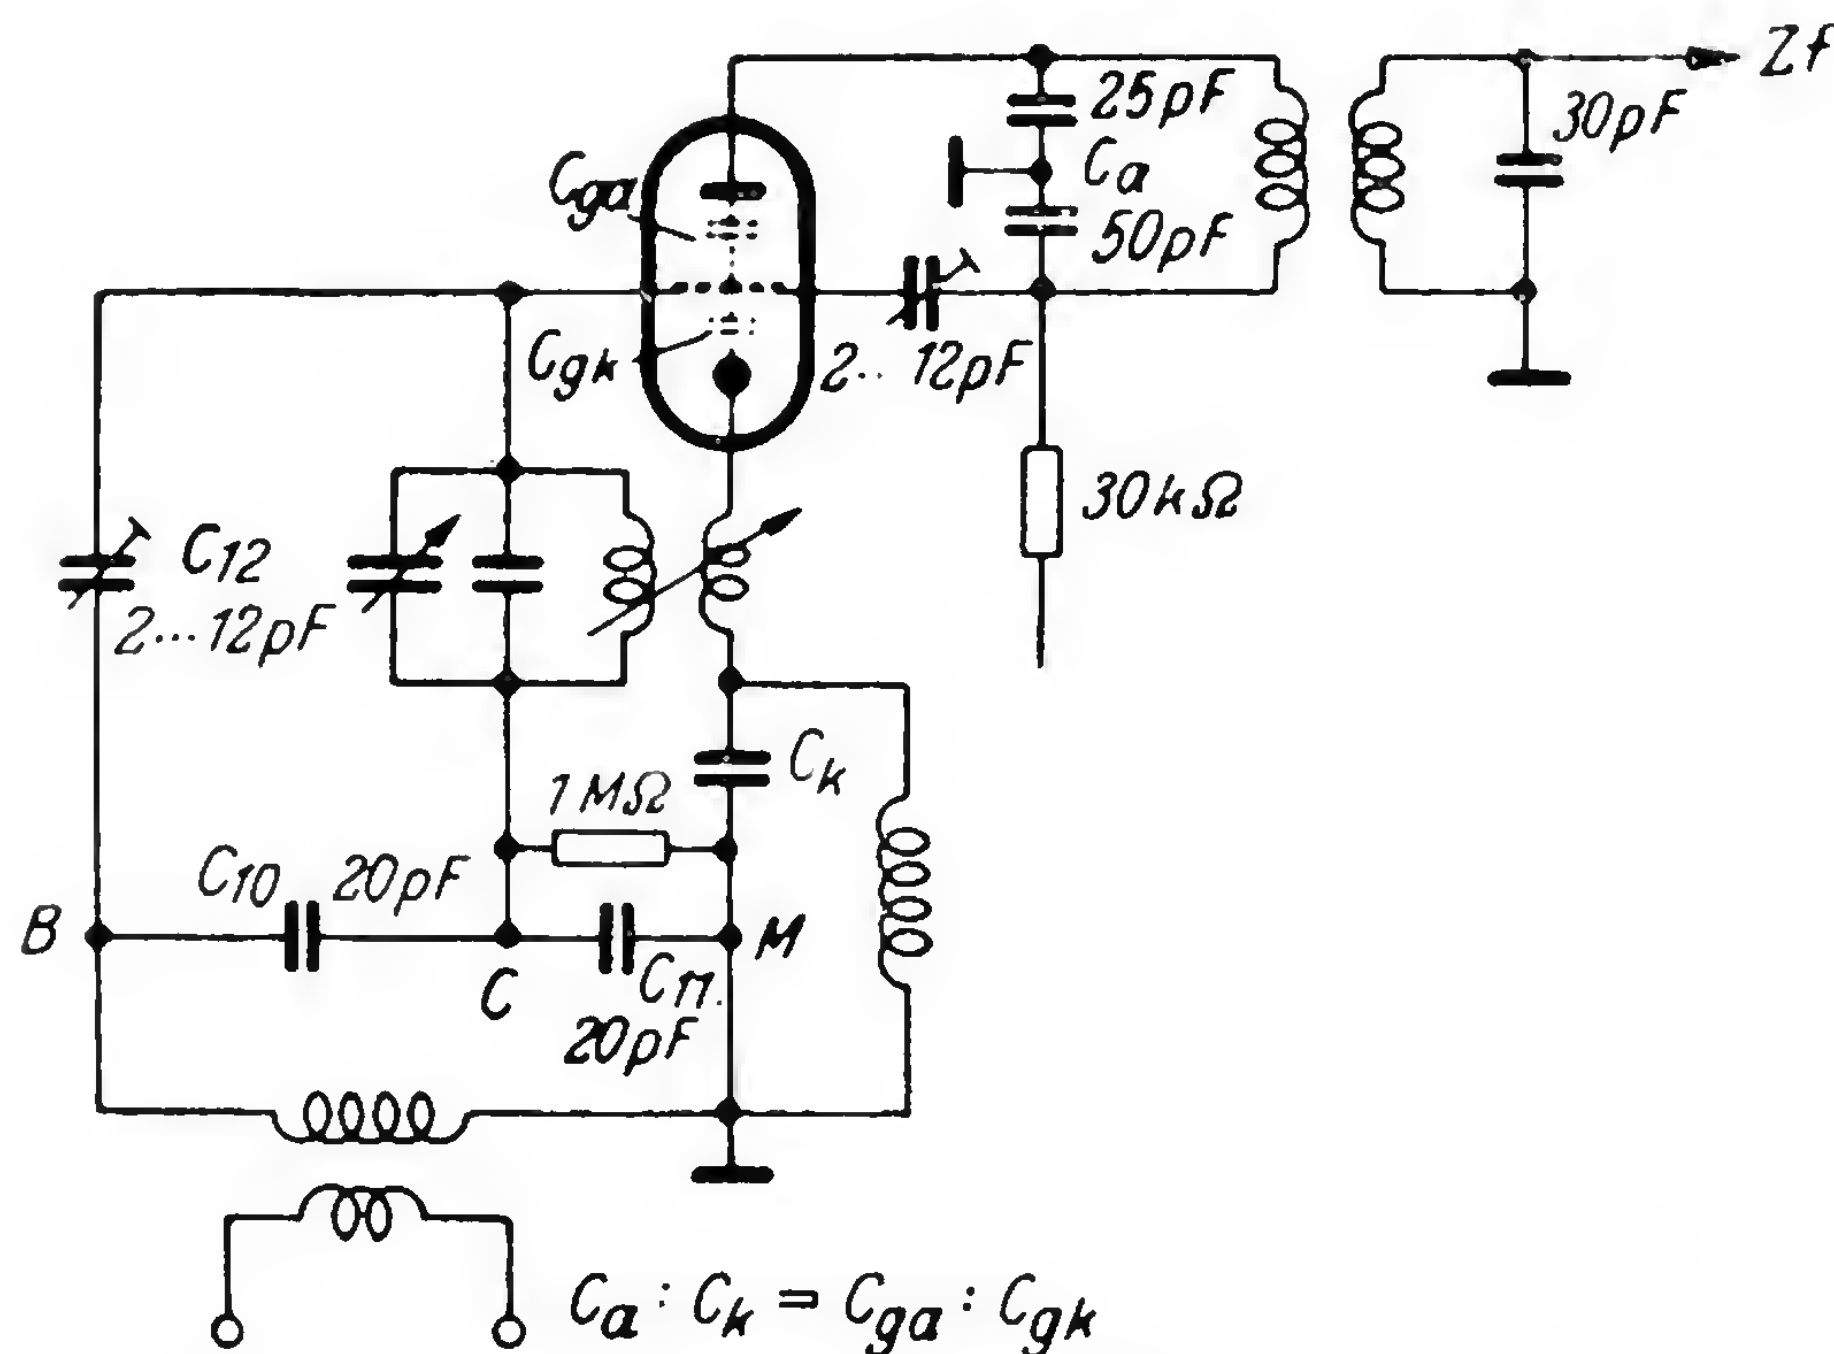 Zf
25pF
30pF
Cga
Ca
50pF
Cgk
2.. 12pF
30kΩ
C12
2...12pF
Ck
1MΩ
C10 20pF
B
M
C
C11
20pF
Ca : Ck = Cga : Cgk